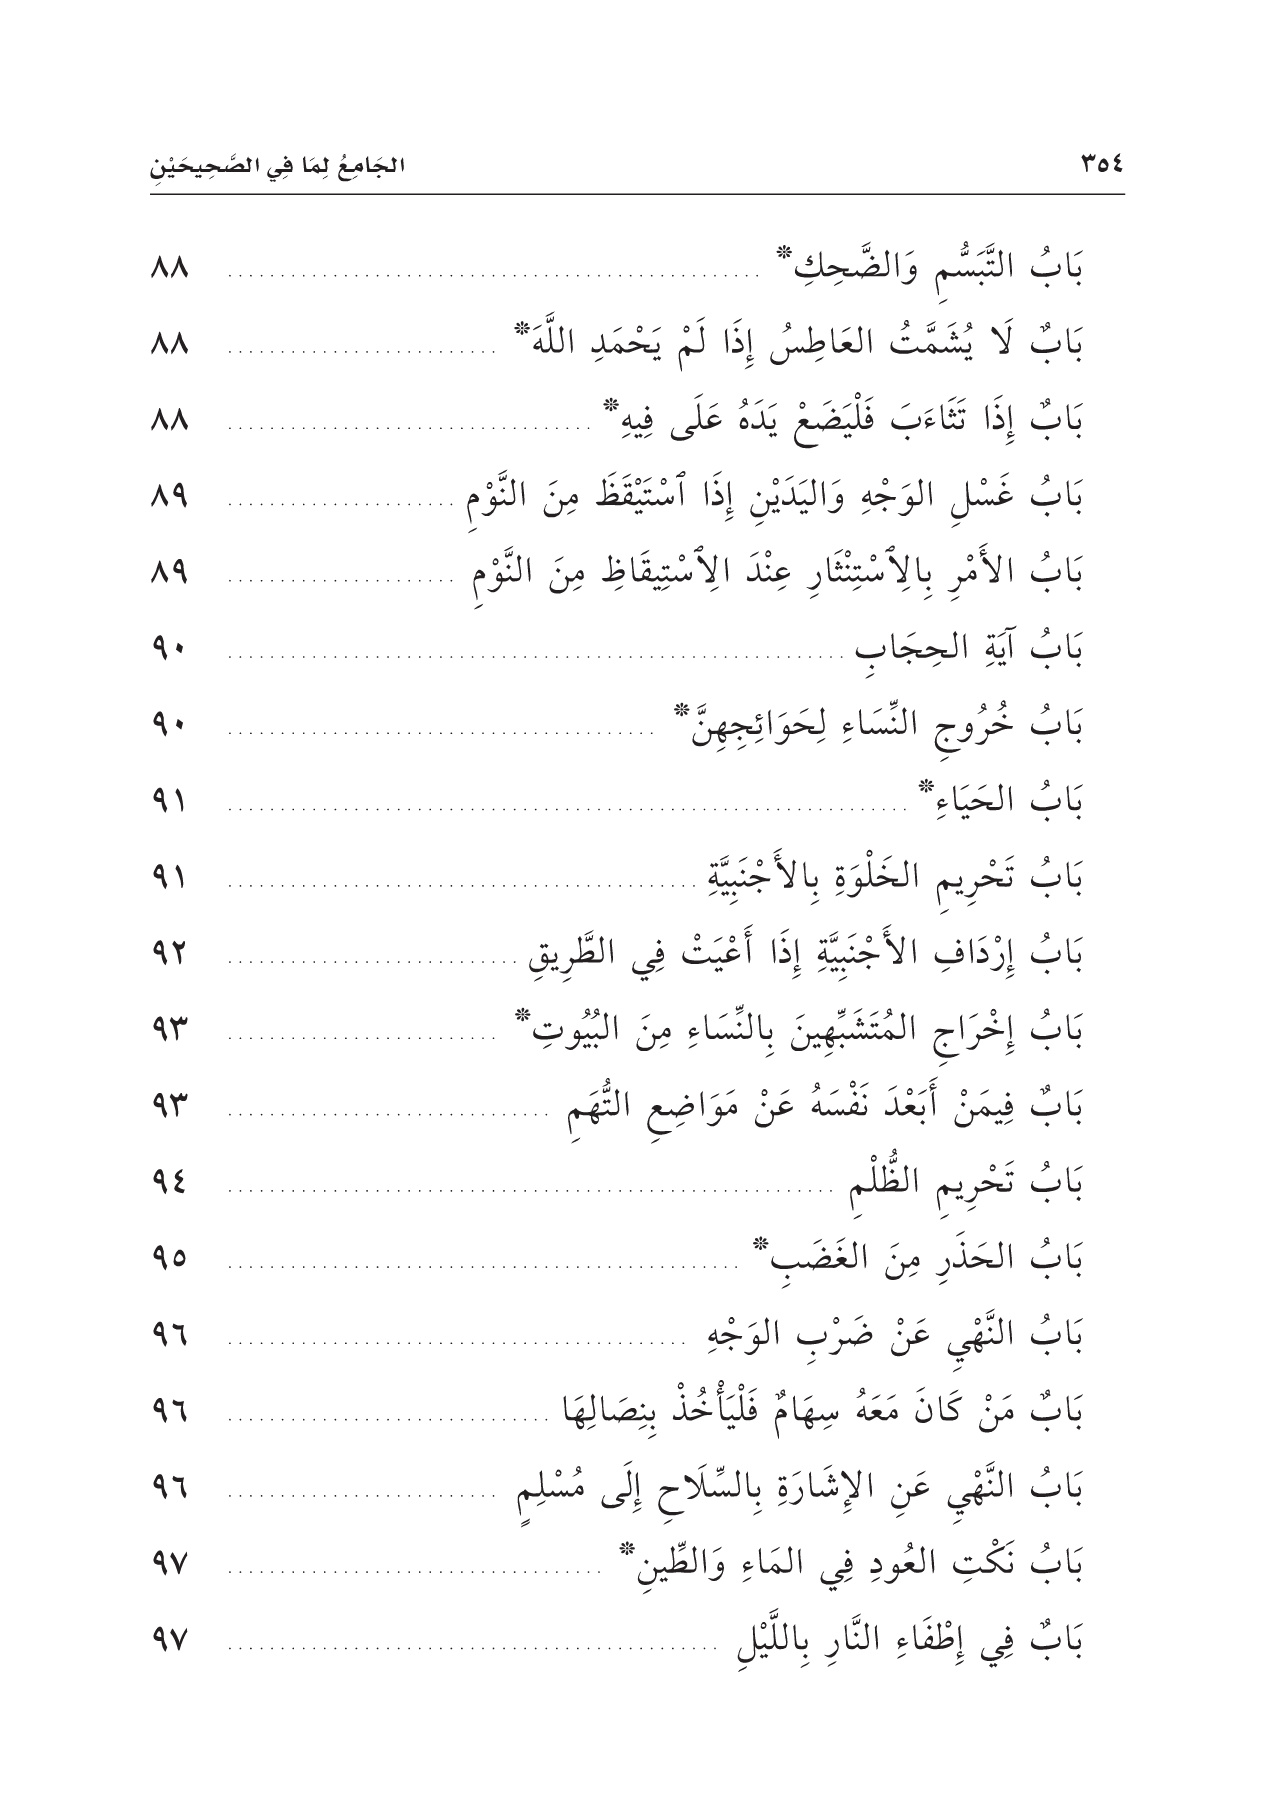 ٣٥٤ الجَامِعُ لِمَا فِي الصَّحِيحَيْنِ
بَابُ التَّبَسُّمِ وَالضَّحِكِ* ................ ٨٨
بَابٌ لَا يُشَمَّتُ العَاطِسُ إِذَا لَمْ يَحْمَدِ اللَّهَ* ................ ٨٨
بَابٌ إِذَا تَثَاءَبَ فَلْيَضَعْ يَدَهُ عَلَى فِيهِ* ................ ٨٨
بَابُ غَسْلِ الوَجْهِ وَاليَدَيْنِ إِذَا ٱسْتَيْقَظَ مِنَ النَّوْمِ ................ ٨٩
بَابُ الأَمْرِ بِالِٱسْتِنْثَارِ عِنْدَ الِٱسْتِيقَاظِ مِنَ النَّوْمِ ................ ٨٩
بَابُ آيَةِ الحِجَابِ ................ ٩٠
بَابُ خُرُوجِ النِّسَاءِ لِحَوَائِجِهِنَّ* ................ ٩٠
بَابُ الحَيَاءِ* ................ ٩١
بَابُ تَحْرِيمِ الخَلْوَةِ بِالأَجْنَبِيَّةِ ................ ٩١
بَابُ إِرْدَافِ الأَجْنَبِيَّةِ إِذَا أَعْيَتْ فِي الطَّرِيقِ ................ ٩٢
بَابُ إِخْرَاجِ المُتَشَبِّهِينَ بِالنِّسَاءِ مِنَ البُيُوتِ* ................ ٩٣
بَابٌ فِيمَنْ أَبَعْدَ نَفْسَهُ عَنْ مَوَاضِعِ التُّهَمِ ................ ٩٣
بَابُ تَحْرِيمِ الظُّلْمِ ................ ٩٤
بَابُ الحَذَرِ مِنَ الغَضَبِ* ................ ٩٥
بَابُ النَّهْيِ عَنْ ضَرْبِ الوَجْهِ ................ ٩٦
بَابٌ مَنْ كَانَ مَعَهُ سِهَامٌ فَلْيَأْخُذْ بِنِصَالِهَا ................ ٩٦
بَابُ النَّهْيِ عَنِ الإِشَارَةِ بِالسِّلَاحِ إِلَى مُسْلِمٍ ................ ٩٦
بَابُ نَكْتِ العُودِ فِي المَاءِ وَالطِّينِ* ................ ٩٧
بَابٌ فِي إِطْفَاءِ النَّارِ بِاللَّيْلِ ................ ٩٧